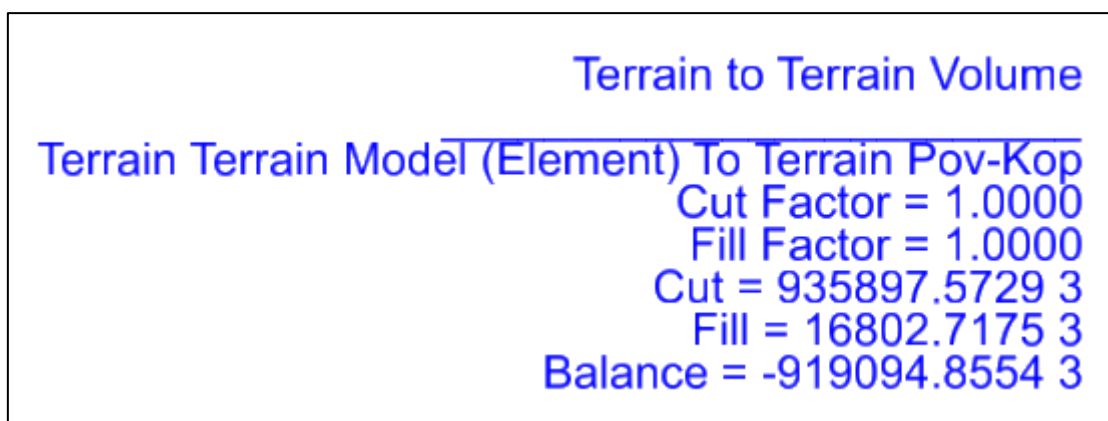 Terrain to Terrain Volume
Terrain Terrain Model (Element) To Terrain Pov-Kop
Cut Factor = 1.0000
Fill Factor = 1.0000
Cut = 935897.5729 3
Fill = 16802.7175 3
Balance = -919094.8554 3